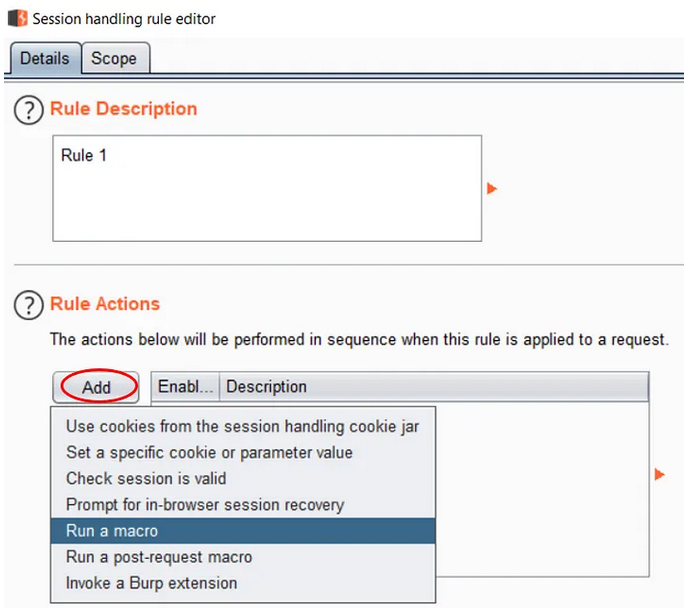 Session handling rule editor
Details Scope
? Rule Description
Rule 1
? Rule Actions
The actions below will be performed in sequence when this rule is applied to a request.
Add Enabl... Description
Use cookies from the session handling cookie jar
Set a specific cookie or parameter value
Check session is valid
Prompt for in-browser session recovery
Run a macro
Run a post-request macro
Invoke a Burp extension